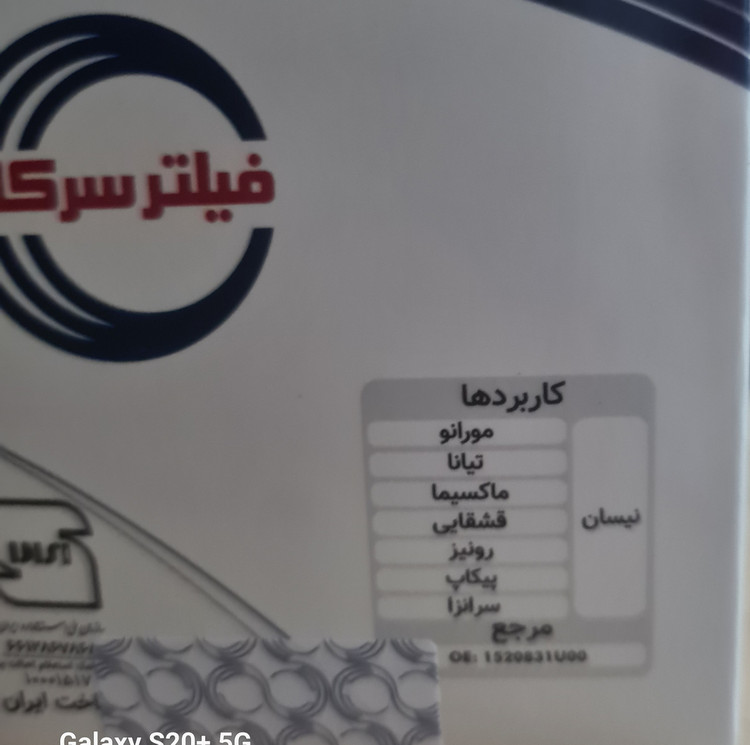 فیلتر سرکا
کاربردها
نیسان
مورانو
تیانا
ماکسیما
قشقایی
رونیز
پیکاپ
سرانزا
مرجع
OE: 1520831U00
ساخت ایران
Galaxy S20+ 5G